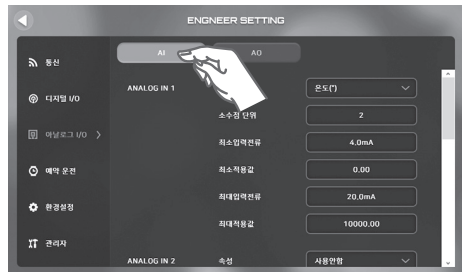 ENGNEER SETTING
AI
AO
통신
디지털 I/O
아날로그 I/O
예약 운전
환경설정
관리자
ANALOG IN 1
온도(°)
소수점 단위
2
최소입력전류
4.0mA
최소적용값
0.00
최대입력전류
20.0mA
최대적용값
10000.00
ANALOG IN 2
속성
사용안함